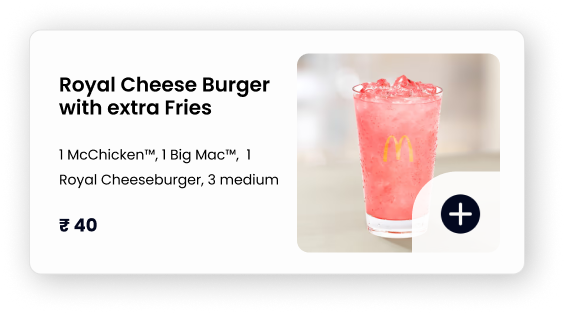 Royal Cheese Burger
with extra Fries
1 McChicken™, 1 Big Mac™, 1
Royal Cheeseburger, 3 medium
₹ 40